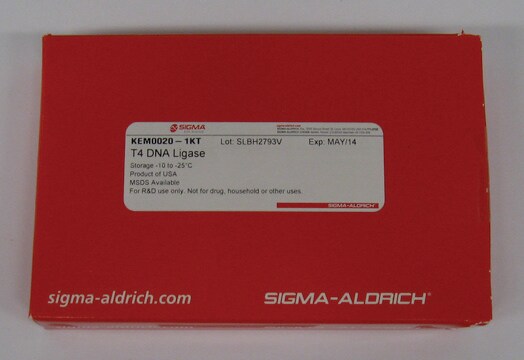 SIGMA
KEM0020-1KT Lot: SLBH2793V Exp: MAY/14
T4 DNA Ligase
Storage -10 to -25°C
Product of USA
MSDS Available
For R&D use only. Not for drug, household or other uses.
SIGMA-ALDRICH
sigma-aldrich.com SIGMA-ALDRICH